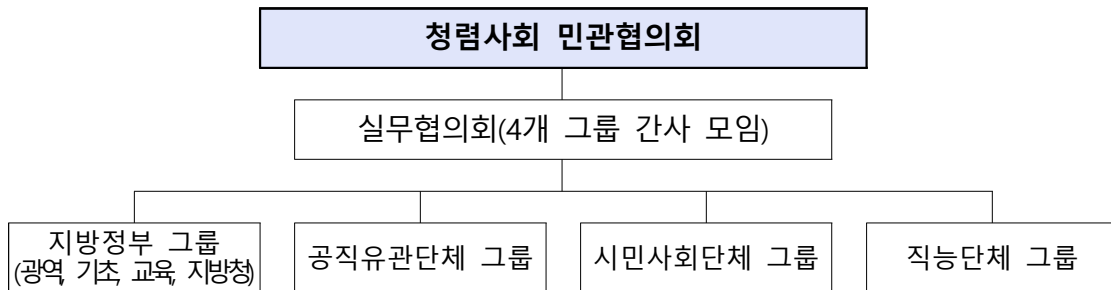 청렴사회 민관협의회
실무협의회(4개 그룹 간사 모임)
지방정부 그룹
(광역, 기초, 교육, 지방청)
공직유관단체 그룹
시민사회단체 그룹
직능단체 그룹